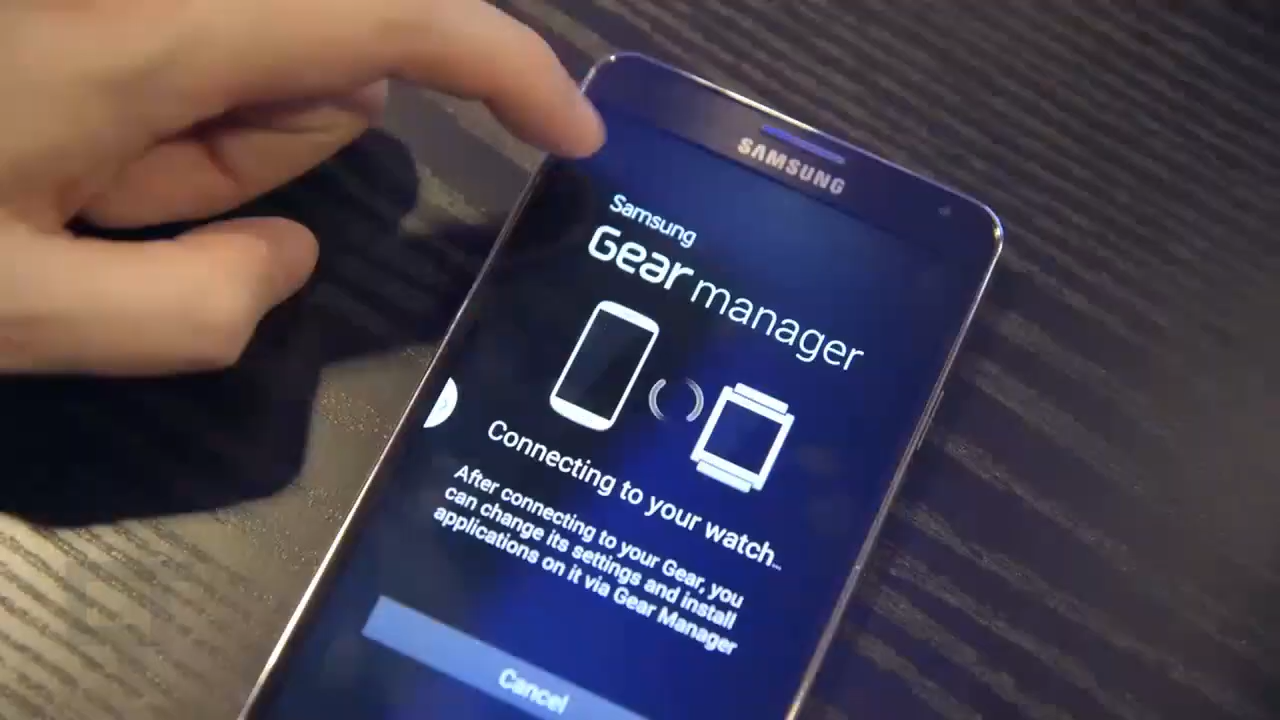 SAMSUNG
Samsung
Gear manager
Connecting to your watch...
After connecting to your Gear, you
can change its settings and install
applications on it via Gear Manager
Cancel